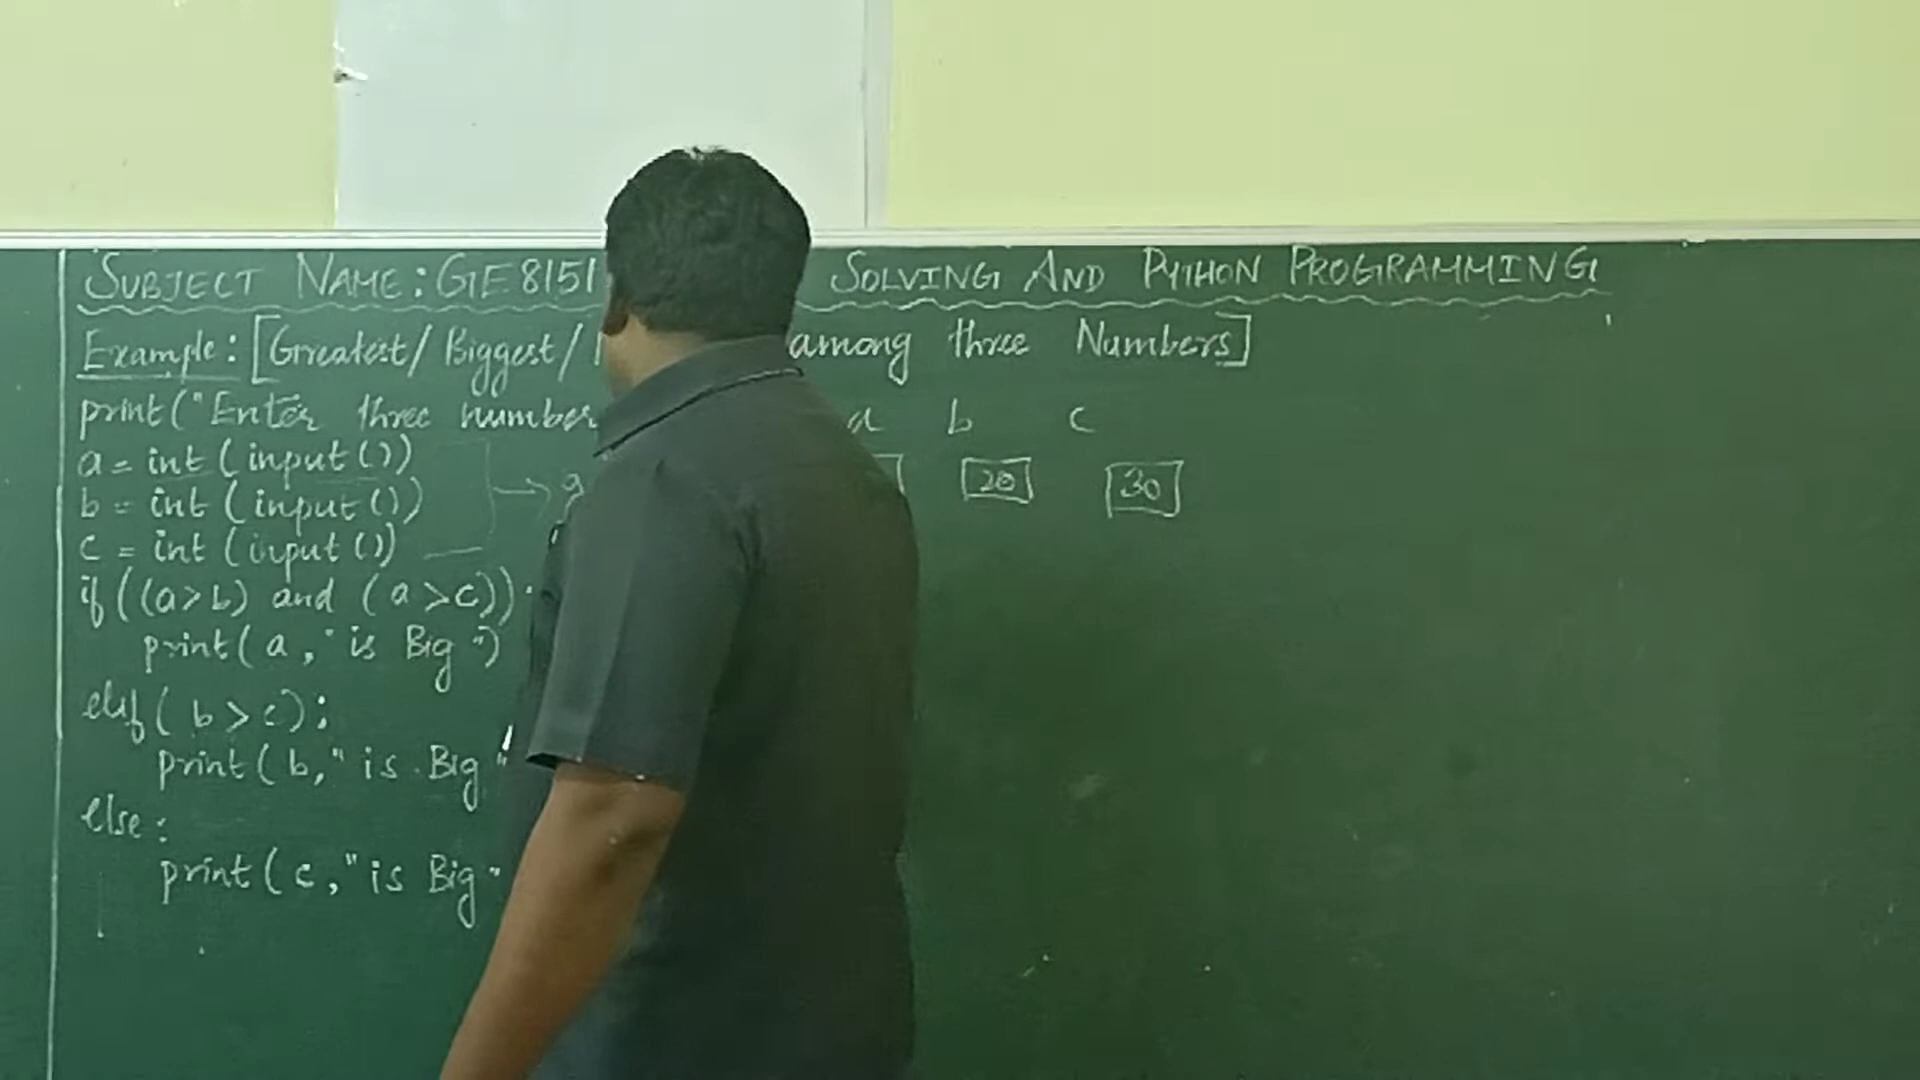 SUBJECT NAME: GE8151 SOLVING AND PYTHON PROGRAMMING
Example: [Greatest/ Biggest/ among three Numbers]
print("Enter three number
a b c
a = int (input ())
b = int (input ())
20 30
c = int (input ())
if ((a>b) and (a >c)):
print( a, " is Big ")
elif( b > c):
print( b, " is Big "
else:
print( c, " is Big "